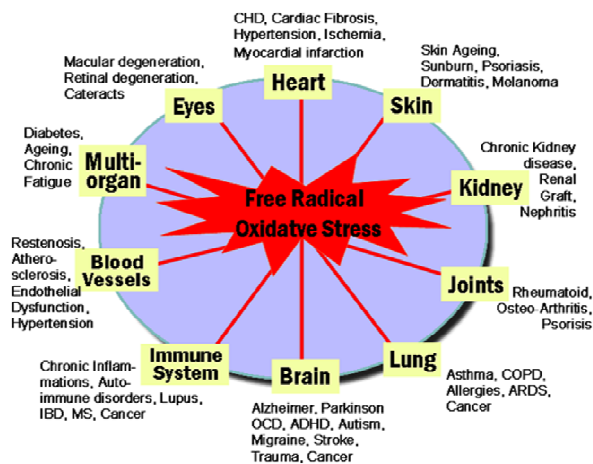 CHD, Cardiac Fibrosis,
Hypertension, Ischemia,
Myocardial infarction
Heart
Macular degeneration,
Retinal degeneration,
Cateracts
Eyes
Skin Ageing,
Sunburn, Psoriasis,
Dermatitis, Melanoma
Skin
Diabetes,
Ageing,
Chronic
Fatigue
Multi-
organ
Chronic Kidney
disease,
Renal
Graft,
Nephritis
Kidney
Free Radical
Oxidatve Stress
Restenosis,
Athero-
sclerosis,
Endothelial
Dysfunction,
Hypertension
Blood
Vessels
Joints
Rheumatoid,
Osteo-Arthritis,
Psorisis
Immune
System
Chronic Inflam-
mations, Auto-
immune disorders, Lupus,
IBD, MS, Cancer
Brain
Alzheimer, Parkinson
OCD, ADHD, Autism,
Migraine, Stroke,
Trauma, Cancer
Lung
Asthma, COPD,
Allergies, ARDS,
Cancer